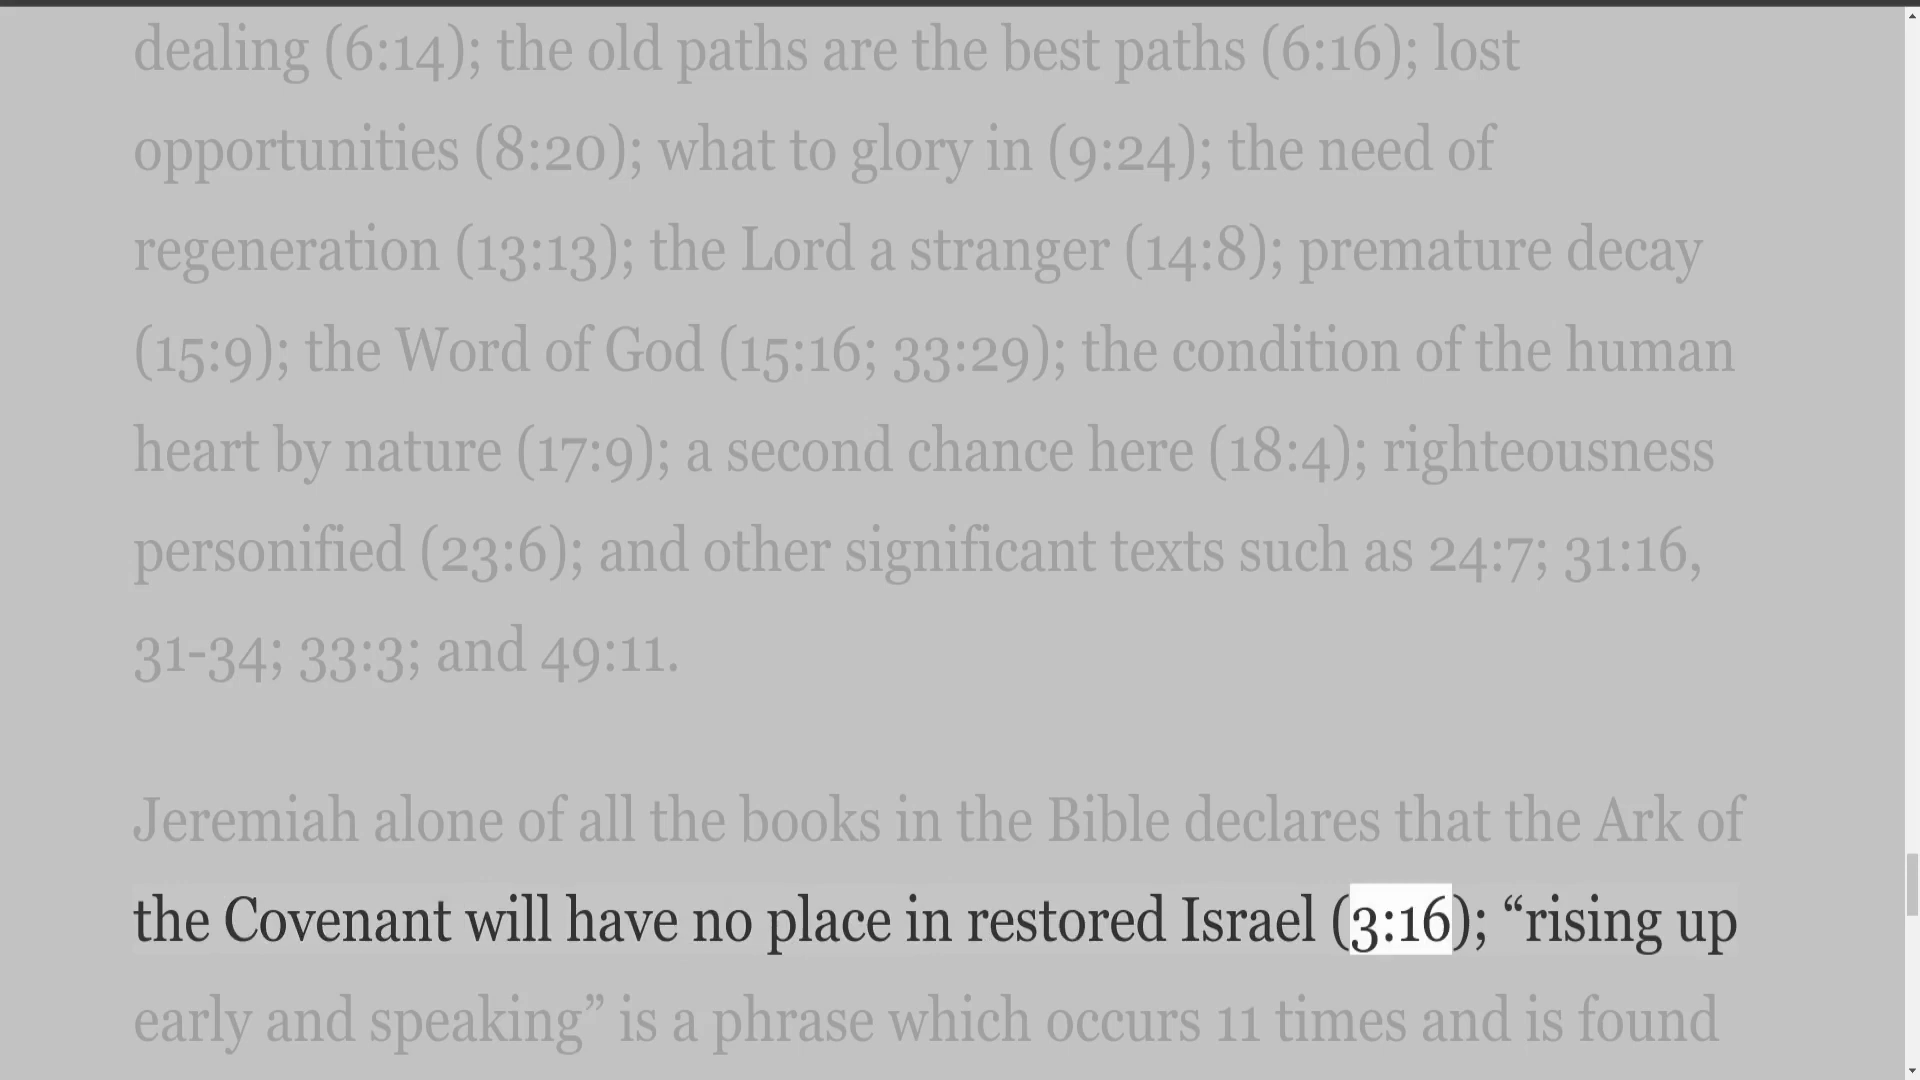 dealing (6:14); the old paths are the best paths (6:16); lost
opportunities (8:20); what to glory in (9:24); the need of
regeneration (13:13); the Lord a stranger (14:8); premature decay
(15:9); the Word of God (15:16; 33:29); the condition of the human
heart by nature (17:9); a second chance here (18:4); righteousness
personified (23:6); and other significant texts such as 24:7; 31:16,
31-34; 33:3; and 49:11.
Jeremiah alone of all the books in the Bible declares that the Ark of
the Covenant will have no place in restored Israel (3:16); “rising up
early and speaking” is a phrase which occurs 11 times and is found